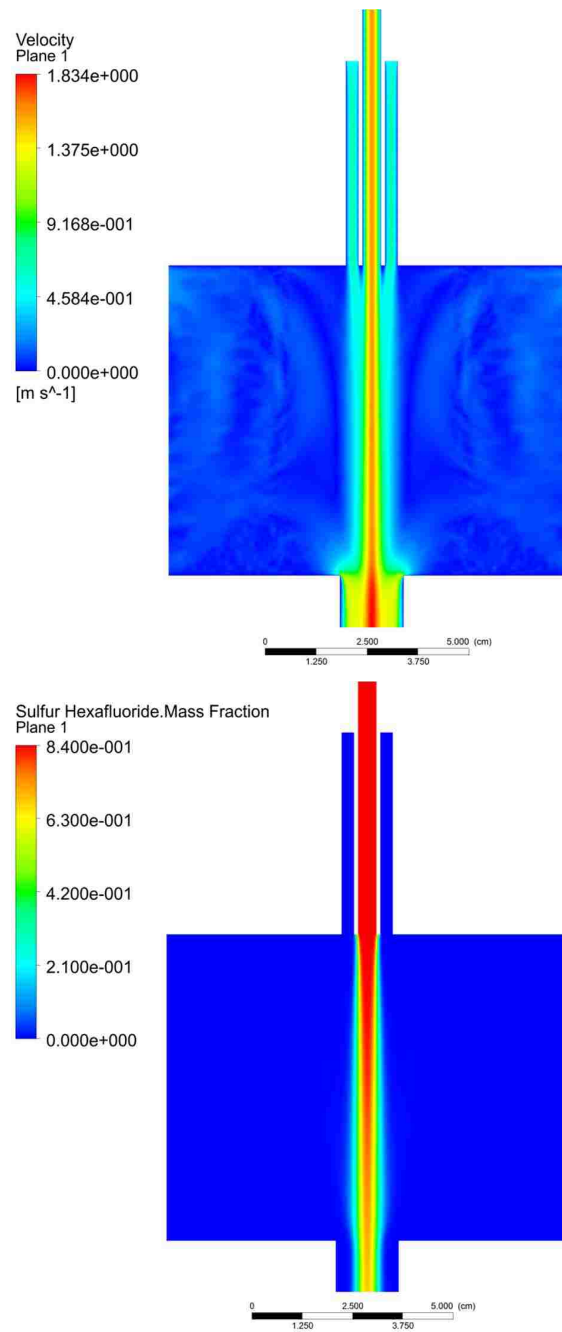 Velocity
Plane 1
1.834e+000
1.375e+000
9.168e-001
4.584e-001
0.000e+000
[m s^-1]
0 2.500 5.000 (cm)
1.250 3.750
Sulfur Hexafluoride.Mass Fraction
Plane 1
8.400e-001
6.300e-001
4.200e-001
2.100e-001
0.000e+000
0 2.500 5.000 (cm)
1.250 3.750